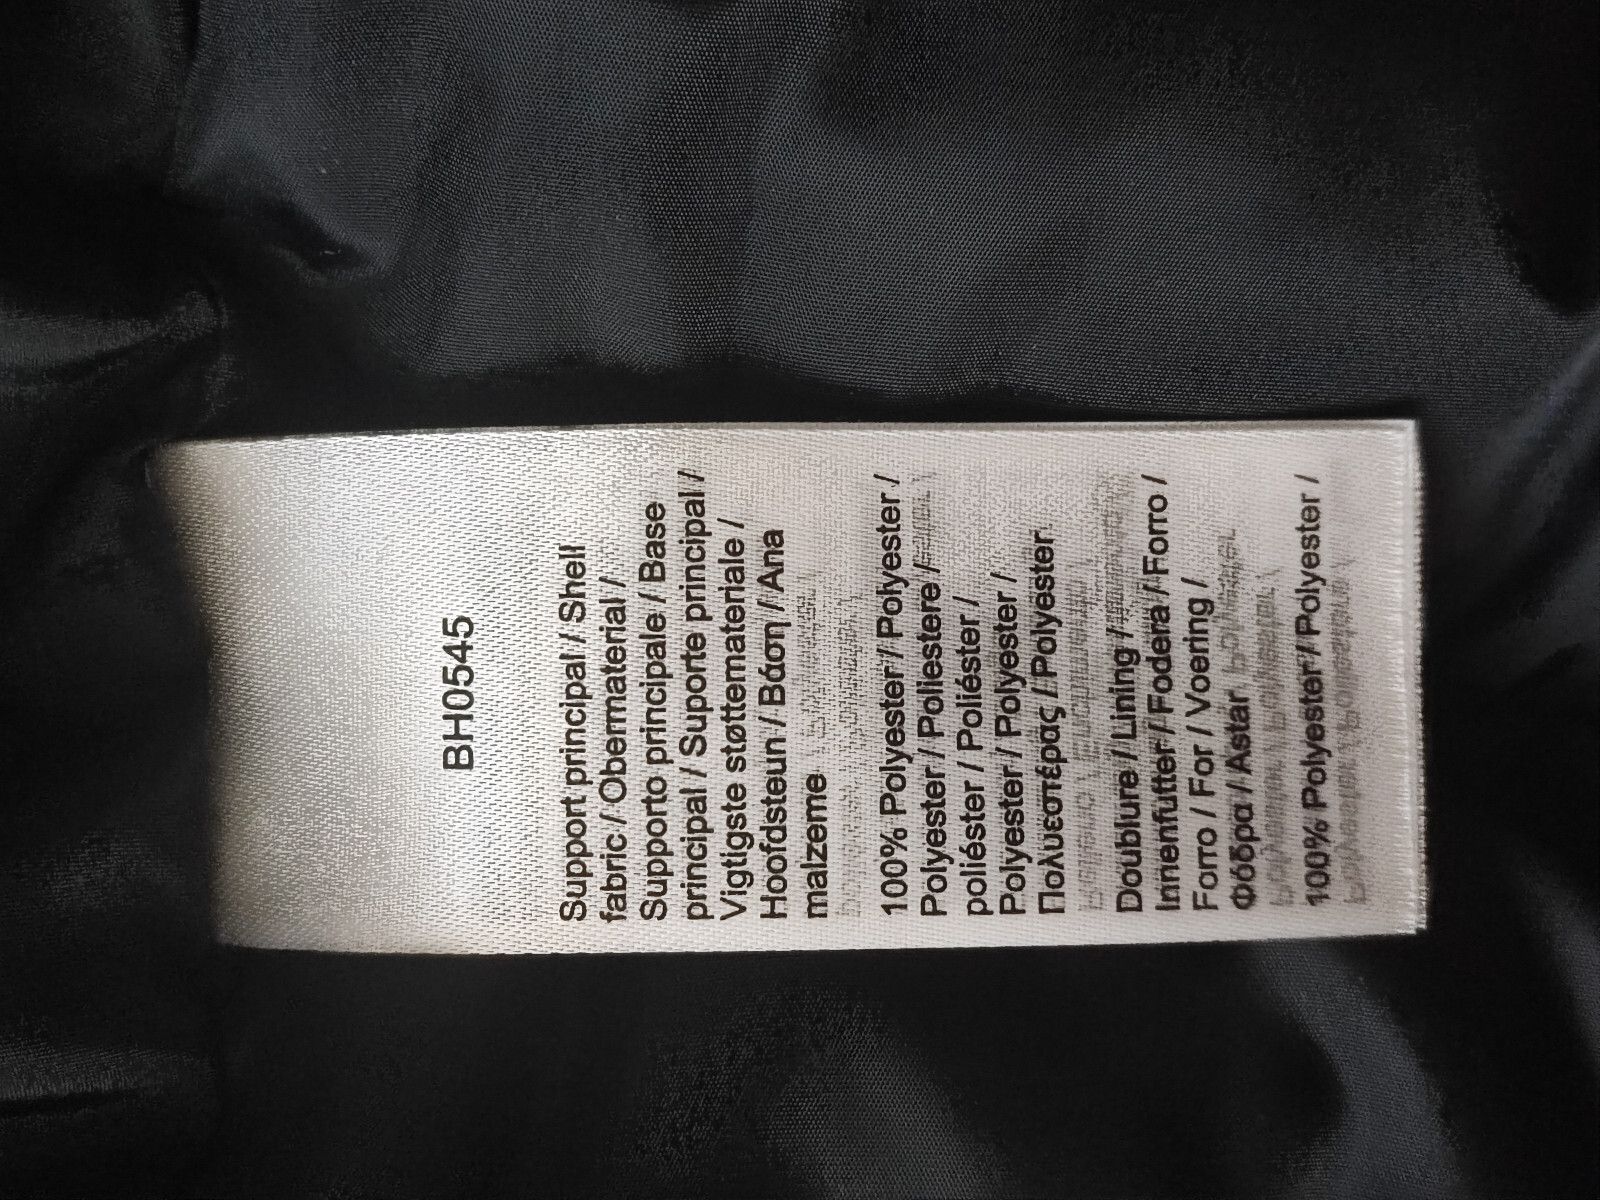 BH0545
Support principal / Shell
fabric / Obermaterial /
Supporto principale / Base
principal / Suporte principal /
Vigtigste støttemateriale /
Hoofdsteun / Βάση / Ana
malzeme
100% Polyester / Polyester /
Polyester / Poliestere /
poliéster / Poliéster /
Polyester / Polyester /
Πολυεστέρας / Polyester
Doublure / Lining /
Innenfutter / Fodera / Forro /
Forro / For / Voering /
Φόδρα / Astar
100% Polyester / Polyester /